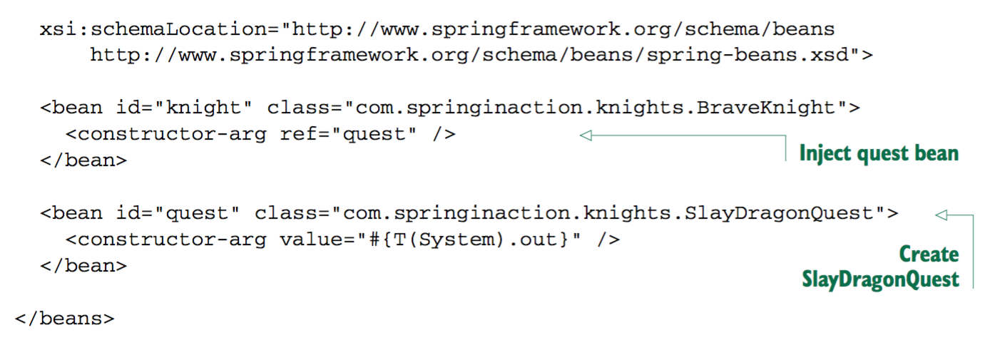 xsi:schemaLocation="http://www.springframework.org/schema/beans
http://www.springframework.org/schema/beans/spring-beans.xsd">
<bean id="knight" class="com.springinaction.knights.BraveKnight">
<constructor-arg ref="quest" />
</bean>
Inject quest bean
<bean id="quest" class="com.springinaction.knights.SlayDragonQuest">
<constructor-arg value="#{T(System).out}" />
</bean>
Create
SlayDragonQuest
</beans>